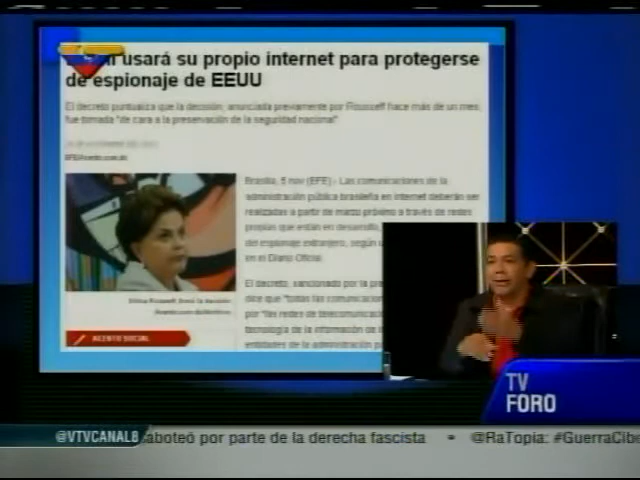 usará su propio internet para protegerse
de espionaje de EEUU
El decreto puntualiza que la decisión, anunciada previamente por Rousseff hace más de un mes,
fue tomada "de cara a la preservación de la seguridad nacional"
Brasilia, 5 nov (EFE).- Las comunicaciones de la
administración pública brasileña en internet deberán ser
realizadas a partir de marzo próximo a través de redes
propias que están en desarrollo,
del espionaje extranjero, según
en el Diario Oficial.
El decreto, sancionado por la
dice que "todas las
por "las redes de
tecnología de la información de
entidades de la administración
ACENTO SOCIAL
TV
FORO
@VTVCANAL8
saboteó por parte de la derecha fascista • @RaTopia: #GuerraCibe